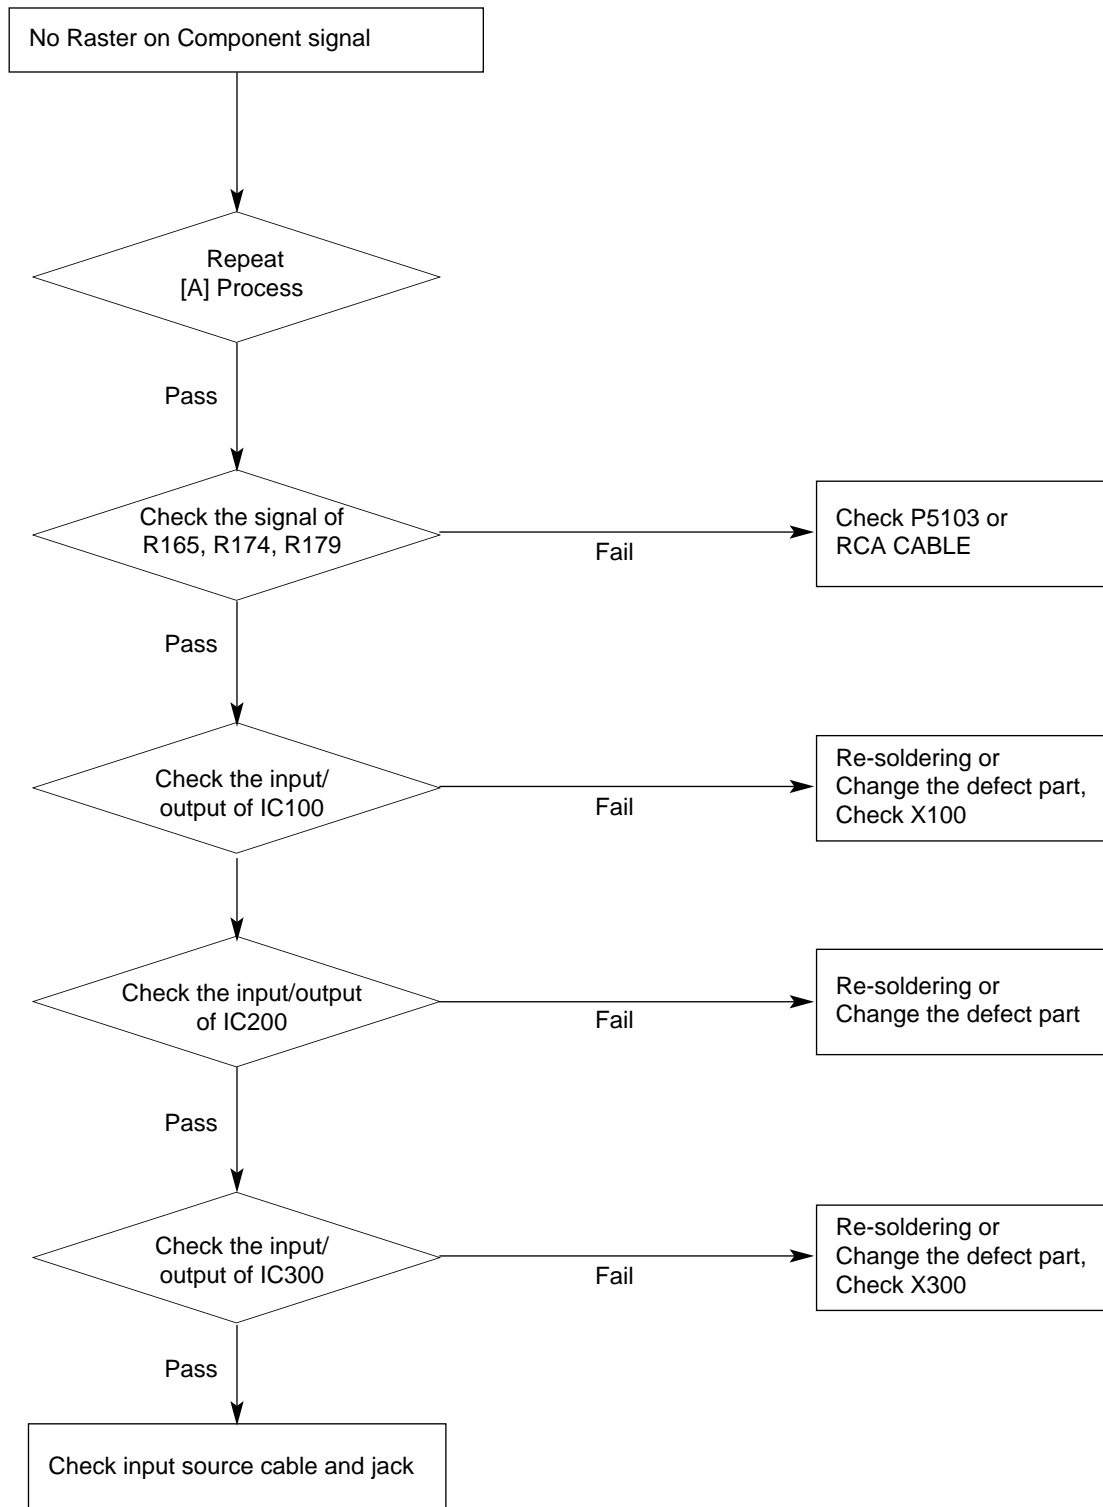 No Raster on Component signal
Repeat
[A] Process
Pass
Check the signal of
R165, R174, R179
Fail
Check P5103 or
RCA CABLE
Pass
Check the input/
output of IC100
Fail
Re-soldering or
Change the defect part,
Check X100
Check the input/output
of IC200
Fail
Re-soldering or
Change the defect part
Pass
Check the input/
output of IC300
Fail
Re-soldering or
Change the defect part,
Check X300
Pass
Check input source cable and jack